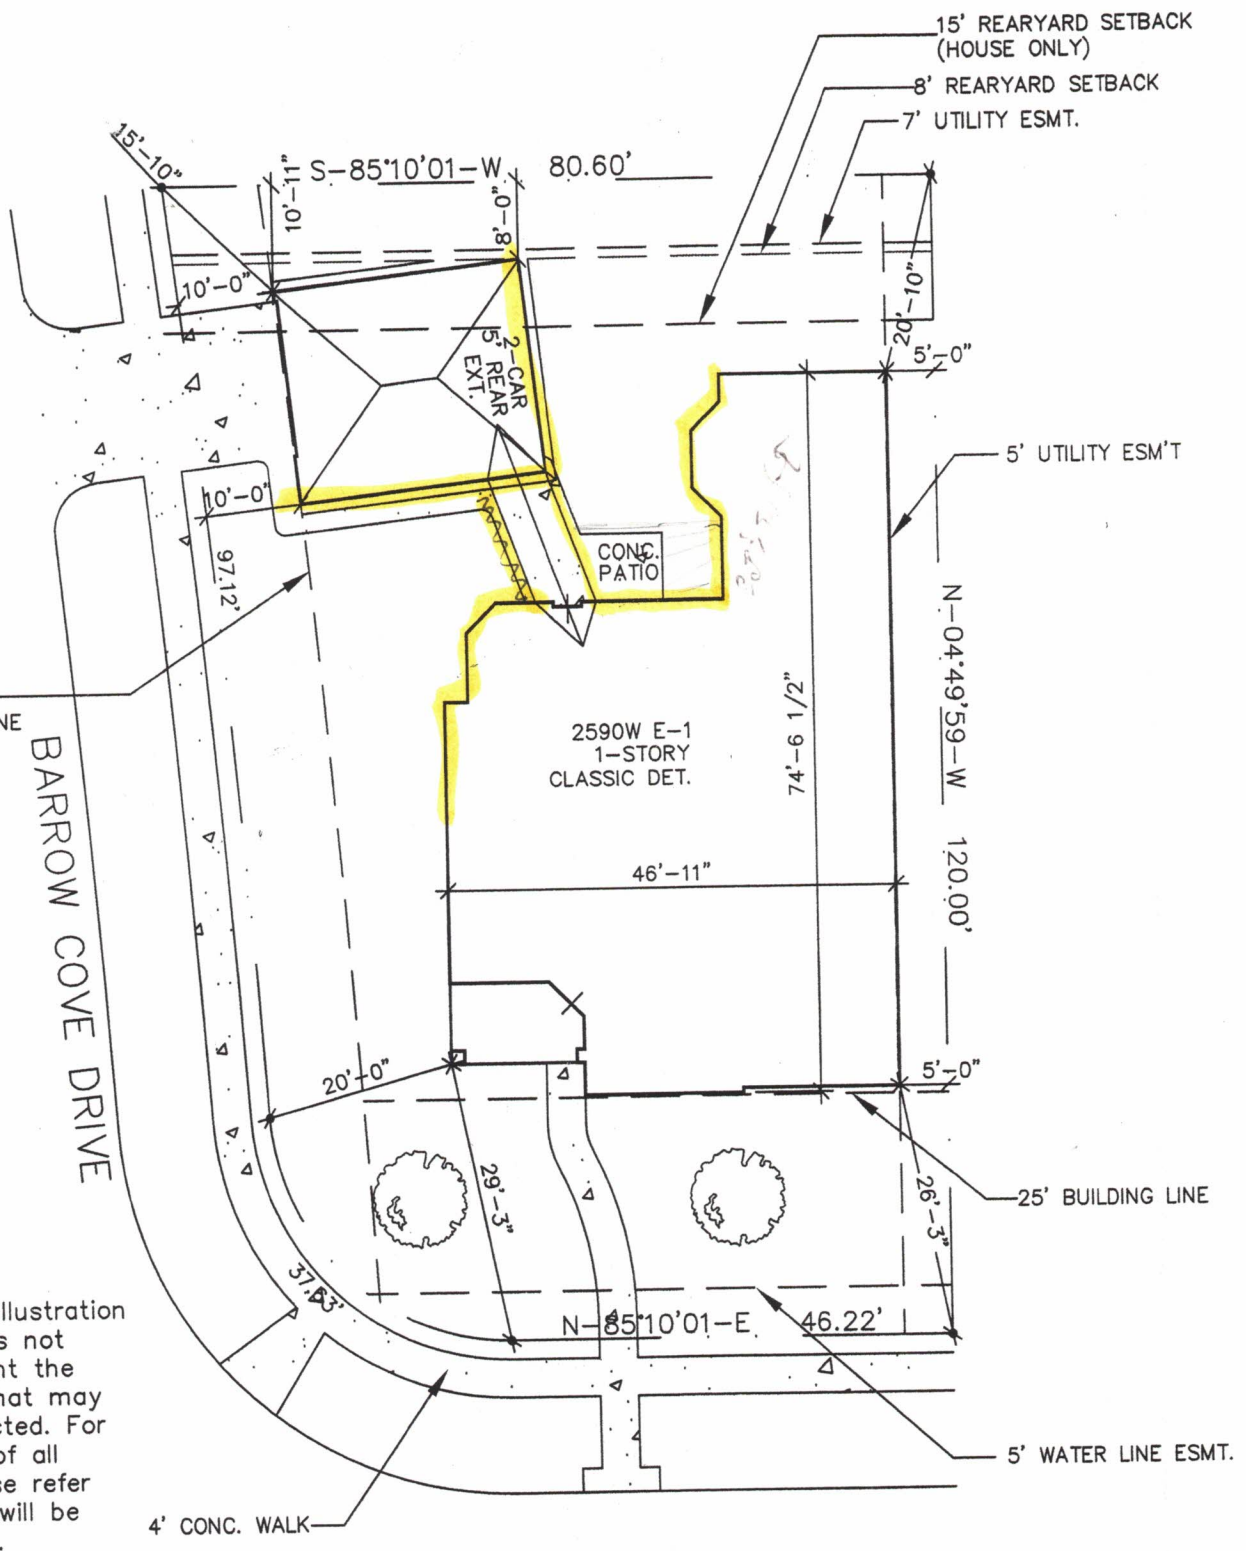 15' REARYARD SETBACK
(HOUSE ONLY)
8' REARYARD SETBACK
7' UTILITY ESMT.
15'-10"
10'-11"
S-85°10'01-W 80.60'
8'-0"
10'-0"
20'-10"
5'-0"
2-CAR
5' REAR
EXT.
5' UTILITY ESM'T
10'-0"
97.12'
CONC.
PATIO
NE
N-04°49'59-W 120.00'
2590W E-1
1-STORY
CLASSIC DET.
74'-6 1/2"
46'-11"
BARROW COVE DRIVE
20'-0"
5'-0"
29'-3"
26'-3"
25' BUILDING LINE
37.63'
N-85°10'01-E 46.22'
llustration
s not
nt the
hat may
cted. For
of all
se refer
will be
5' WATER LINE ESMT.
4' CONC. WALK